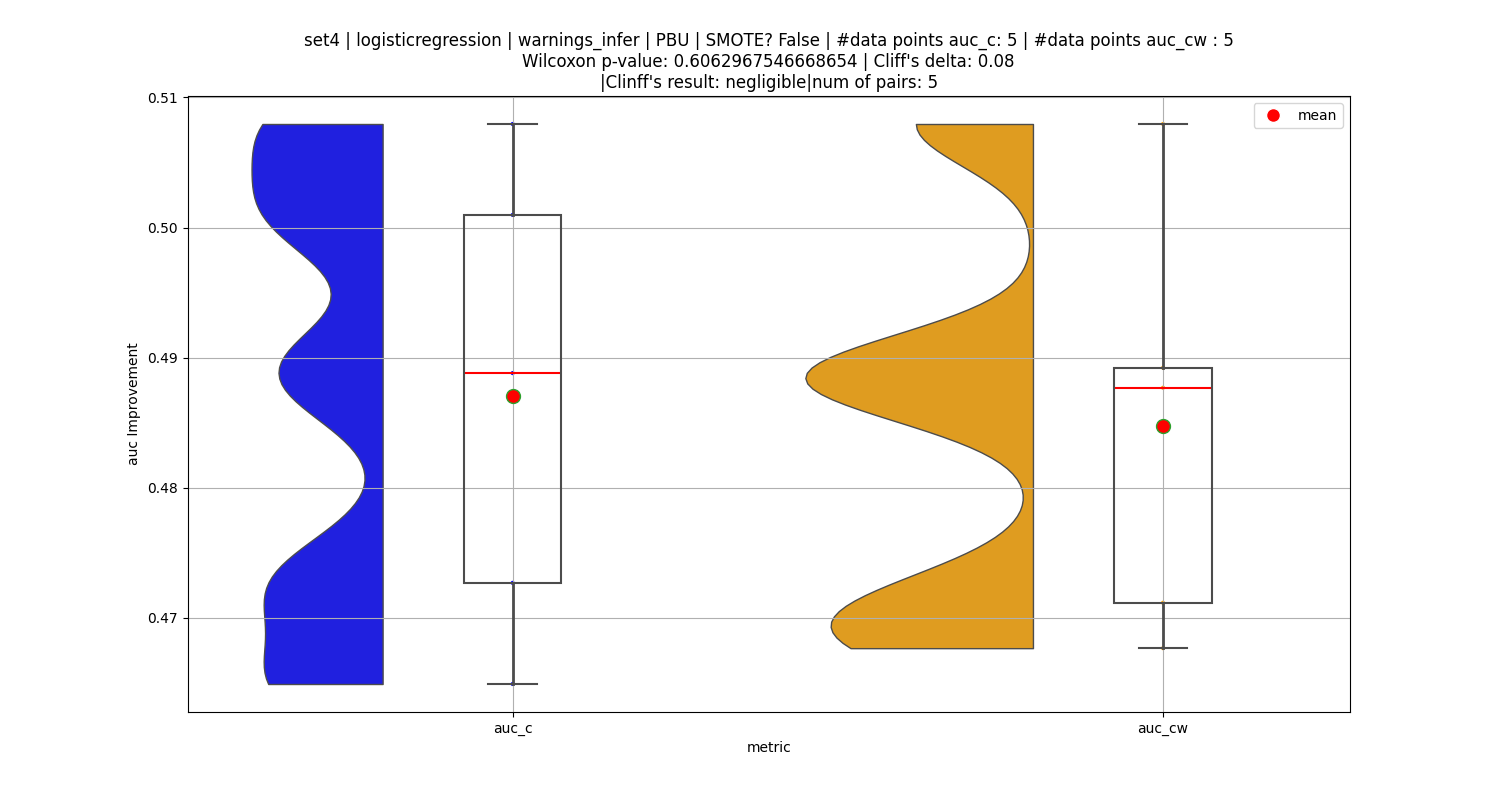 set4 | logisticregression | warnings_infer | PBU | SMOTE? False | #data points auc_c: 5 | #data points auc_cw : 5
Wilcoxon p-value: 0.6062967546668654 | Cliff's delta: 0.08
|Clinff's result: negligible|num of pairs: 5
0.51
mean
0.50
0.49
auc Improvement
0.48
0.47
auc_c
auc_cw
metric